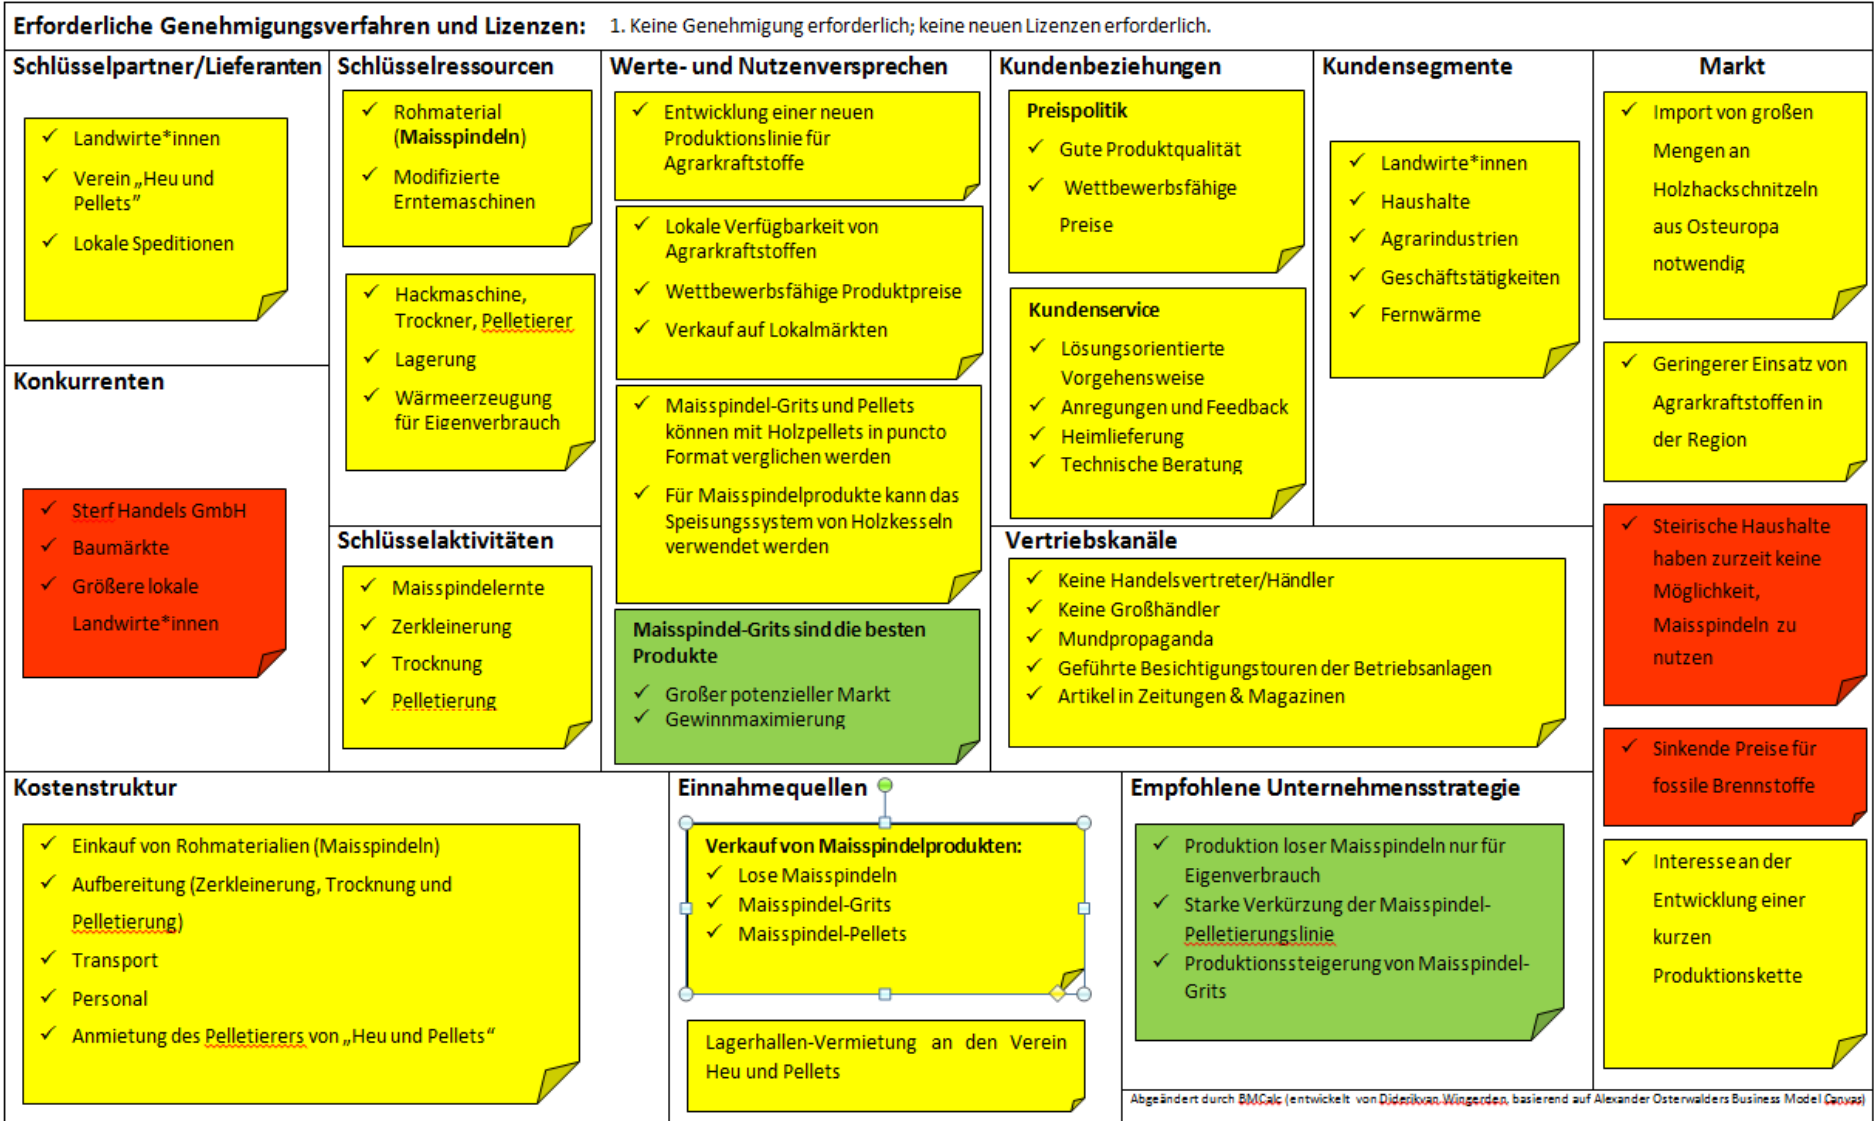 Erforderliche Genehmigungsverfahren und Lizenzen: 1. Keine Genehmigung erforderlich; keine neuen Lizenzen erforderlich.
Schlüsselpartner/Lieferanten
✓ Landwirte*innen
✓ Verein „Heu und
Pellets"
✓ Lokale Speditionen
Konkurrenten
✓ Sterf Handels GmbH
✓ Baumärkte
✓ Größere lokale
Landwirte*innen
Schlüsselressourcen
✓ Rohmaterial
(Maisspindeln)
✓ Modifizierte
Erntemaschinen
✓ Hackmaschine,
Trockner, Pelletierer
✓ Lagerung
✓ Wärmeerzeugung
für Eigenverbrauch
Schlüsselaktivitäten
✓ Maisspindelernte
✓ Zerkleinerung
✓ Trocknung
✓ Pelletierung
Werte- und Nutzenversprechen
✓ Entwicklung einer neuen
Produktionslinie für
Agrarkraftstoffe
✓ Lokale Verfügbarkeit von
Agrarkraftstoffen
✓ Wettbewerbsfähige Produktpreise
✓ Verkauf auf Lokalmärkten
✓ Maisspindel-Grits und Pellets
können mit Holzpellets in puncto
Format verglichen werden
✓ Für Maisspindelprodukte kann das
Speisungssystem von Holzkesseln
verwendet werden
Maisspindel-Grits sind die besten
Produkte
✓ Großer potenzieller Markt
✓ Gewinnmaximierung
Kundenbeziehungen
Preispolitik
✓ Gute Produktqualität
✓ Wettbewerbsfähige
Preise
Kundenservice
✓ Lösungsorientierte
Vorgehensweise
✓ Anregungen und Feedback
✓ Heimlieferung
✓ Technische Beratung
Kundensegmente
✓ Landwirte*innen
✓ Haushalte
✓ Agrarindustrien
✓ Geschäftstätigkeiten
✓ Fernwärme
Vertriebskanäle
✓ Keine Handelsvertreter/Händler
✓ Keine Großhändler
✓ Mundpropaganda
✓ Geführte Besichtigungstouren der Betriebsanlagen
✓ Artikel in Zeitungen & Magazinen
Markt
✓ Import von großen
Mengen an
Holzhackschnitzeln
aus Osteuropa
notwendig
✓ Geringerer Einsatz von
Agrarkraftstoffen in
der Region
✓ Steirische Haushalte
haben zurzeit keine
Möglichkeit,
Maisspindeln zu
nutzen
✓ Sinkende Preise für
fossile Brennstoffe
✓ Interesse an der
Entwicklung einer
kurzen
Produktionskette
Kostenstruktur
✓ Einkauf von Rohmaterialien (Maisspindeln)
✓ Aufbereitung (Zerkleinerung, Trocknung und
Pelletierung)
✓ Transport
✓ Personal
✓ Anmietung des Pelletierers von „Heu und Pellets“
Einnahmequellen
Verkauf von Maisspindelprodukten:
✓ Lose Maisspindeln
✓ Maisspindel-Grits
✓ Maisspindel-Pellets
Lagerhallen-Vermietung an den Verein
Heu und Pellets
Empfohlene Unternehmensstrategie
✓ Produktion loser Maisspindeln nur für
Eigenverbrauch
✓ Starke Verkürzung der Maisspindel-
Pelletierungslinie
✓ Produktionssteigerung von Maisspindel-
Grits
Abgeändert durch BMCalc (entwickelt von Diderikvan Wingerden, basierend auf Alexander Osterwalders Business Model Canvas)